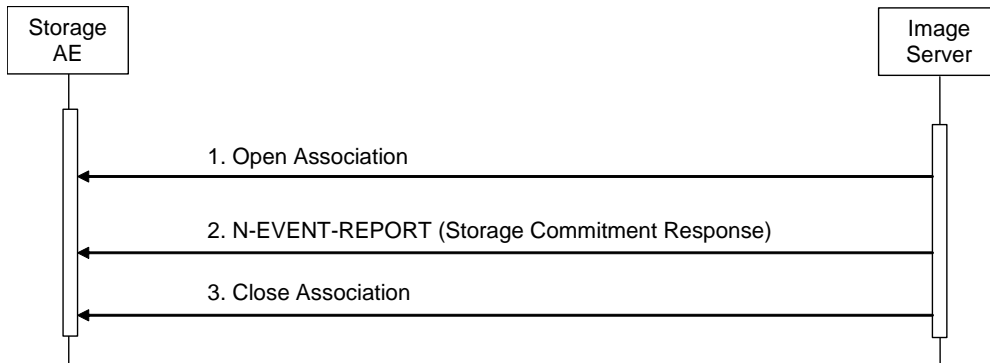 Storage
AE
Image
Server
1. Open Association
2. N-EVENT-REPORT (Storage Commitment Response)
3. Close Association